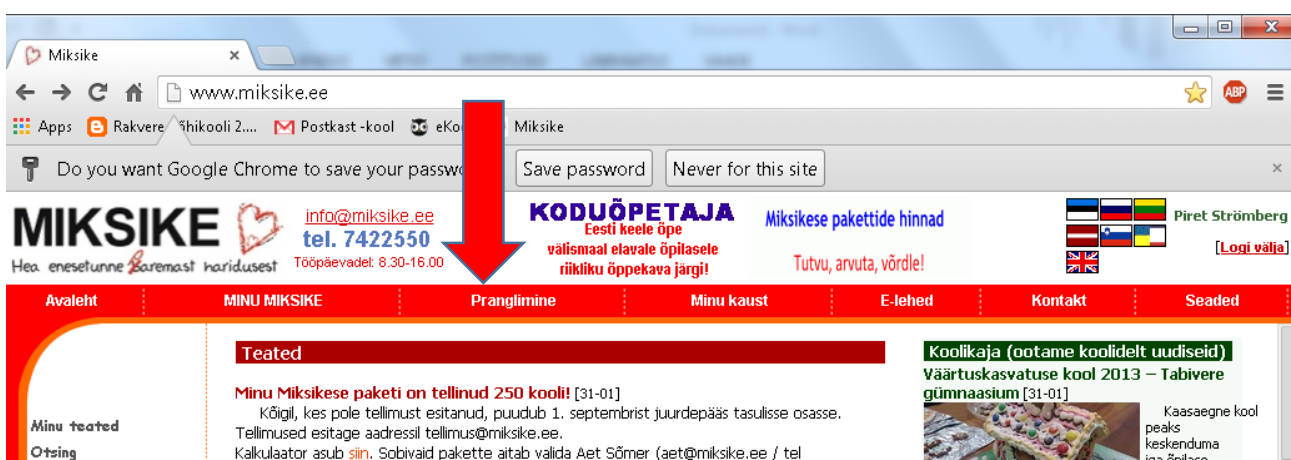 Miksike
www.miksike.ee
ABP
Apps Rakvere õhikooli 2.... Postkast -kool Miksike
Do you want Google Chrome to save your Save password Never for this site
MIKSIKE
Hea enesetunne paremast haridusest
info@miksike.ee
tel. 7422550
Tööpäevadel: 8.30-16.00
KODUÕPETAJA
Eesti keele õpe
välismaal elavale õpilasele
riikliku õppekava järgi!
Miksikese pakettide hinnad
Tutvu, arvuta, võrdle!
Piret Strömberg
[Logi välja]
Avaleht MINU MIKSIKE Pranglimine Minu kaust E-lehed Kontakt Seaded
Minu teated
Otsing
Teated
Minu Miksikese paketi on tellinud 250 kooli! [31-01]
Kõigil, kes pole tellimust esitanud, puudub 1. septembrist juurdepääs tasulisse osasse.
Tellimused esitage aadressil tellimus@miksike.ee.
Kalkulaator asub siin. Sobivaid pakette aitab valida Aet Sõmer (aet@miksike.ee / tel
Koolikaja (ootame koolidelt uudiseid)
Väärtuskasvatuse kool 2013 – Tabivere
gümnaasium [31-01]
Kaasaegne kool
peaks
keskenduma
iga õpilase